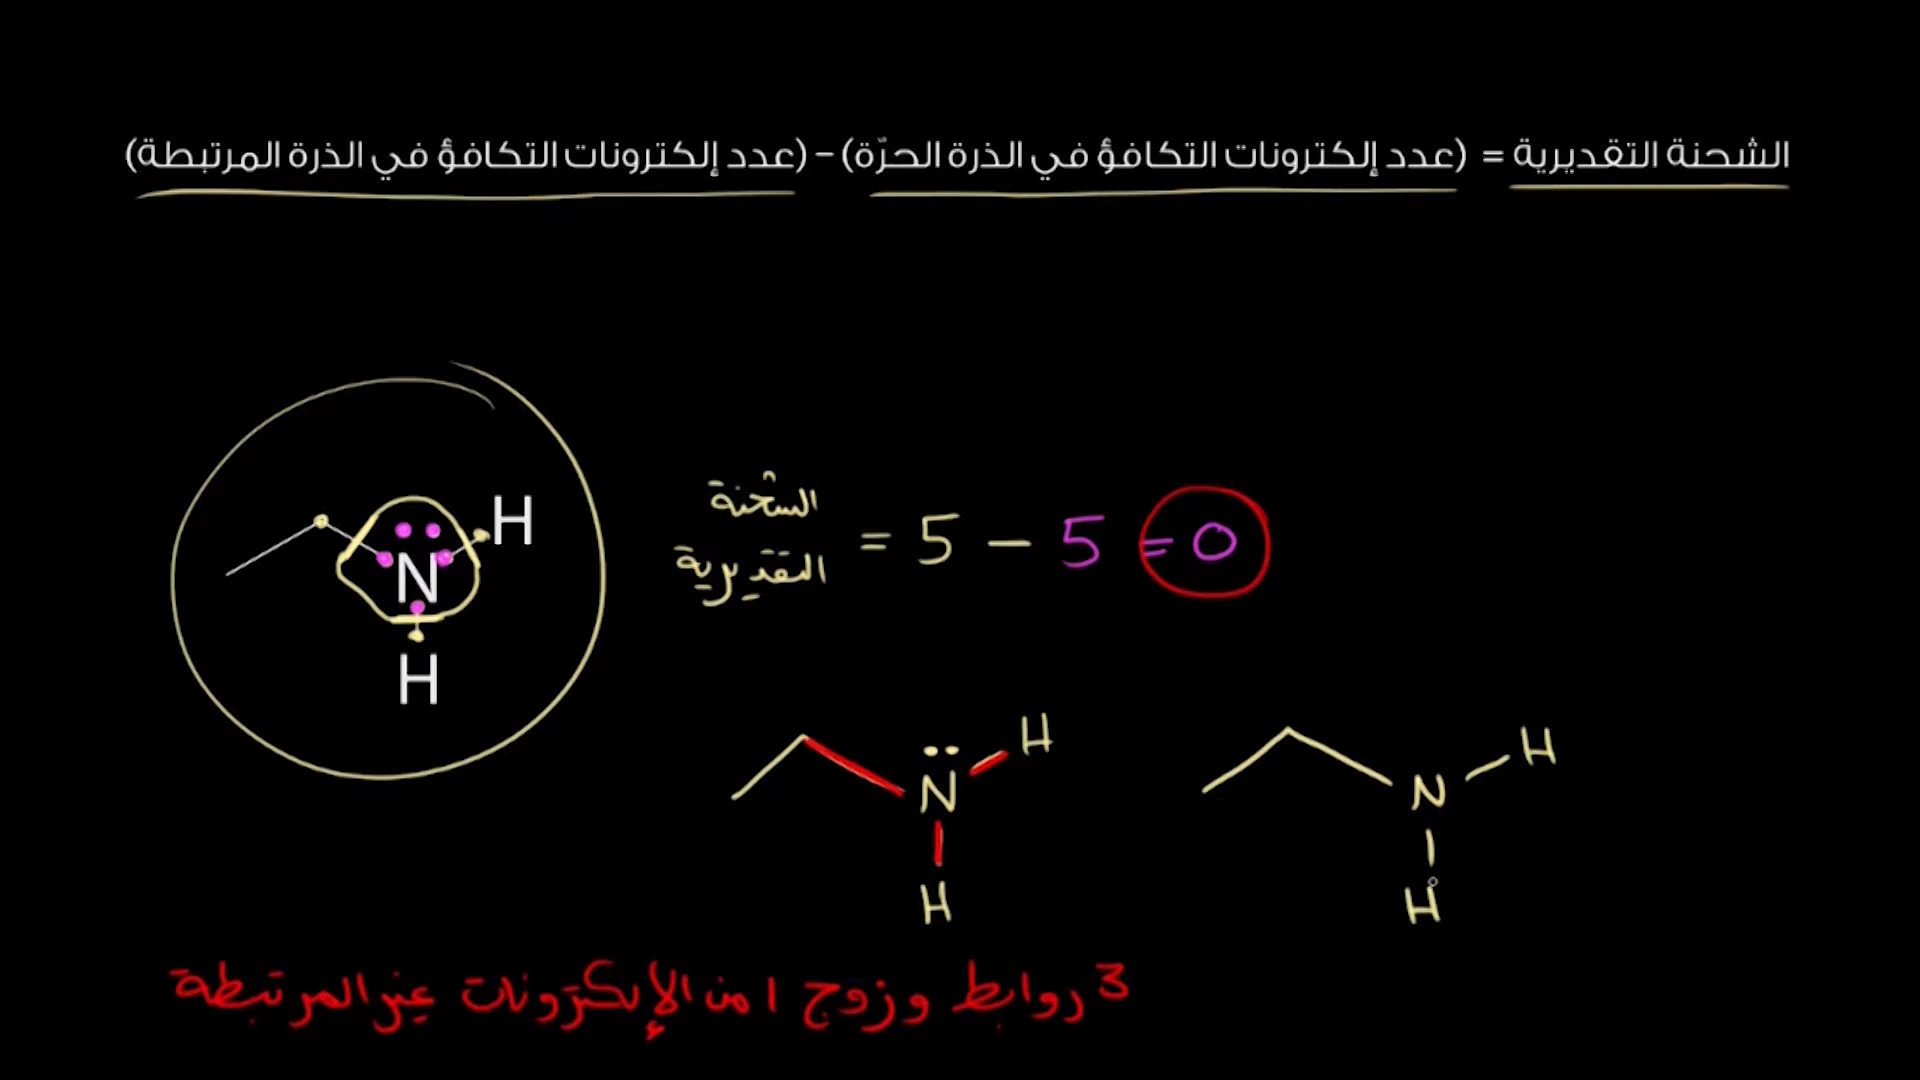 الشحنة التقديرية = (عدد إلكترونات التكافؤ في الذرة الحرّة) – (عدد إلكترونات التكافؤ في الذرة المرتبطة)
H
N
H
الشحنة
التقديرية = 5 – 5 = 0
H
N
H
H
N
H
3 روابط و زوج 1 من الإلكترونات غير المرتبطة